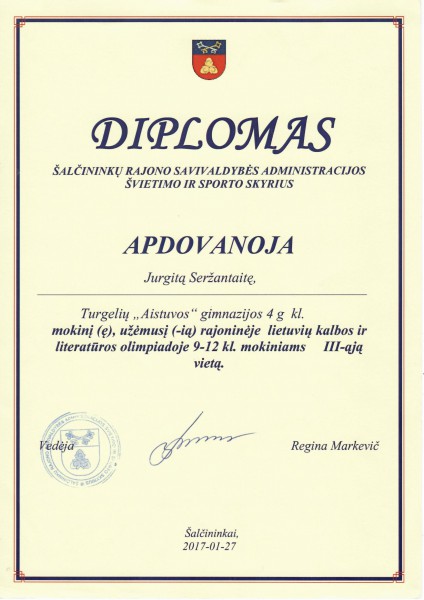 DIPLOMAS
ŠALČININKŲ RAJONO SAVIVALDYBĖS ADMINISTRACIJOS
ŠVIETIMO IR SPORTO SKYRIUS
APDOVANOJA
Jurgitą Seržantaitę,
Turgelių „Aistuvos“ gimnazijos 4 g kl.
mokinį (ę), užėmusį (-ią) rajoninėje lietuvių kalbos ir
literatūros olimpiadoje 9-12 kl. mokiniams III-ąją
vietą.
Vedėja Regina Markevič
Šalčininkai,
2017-01-27